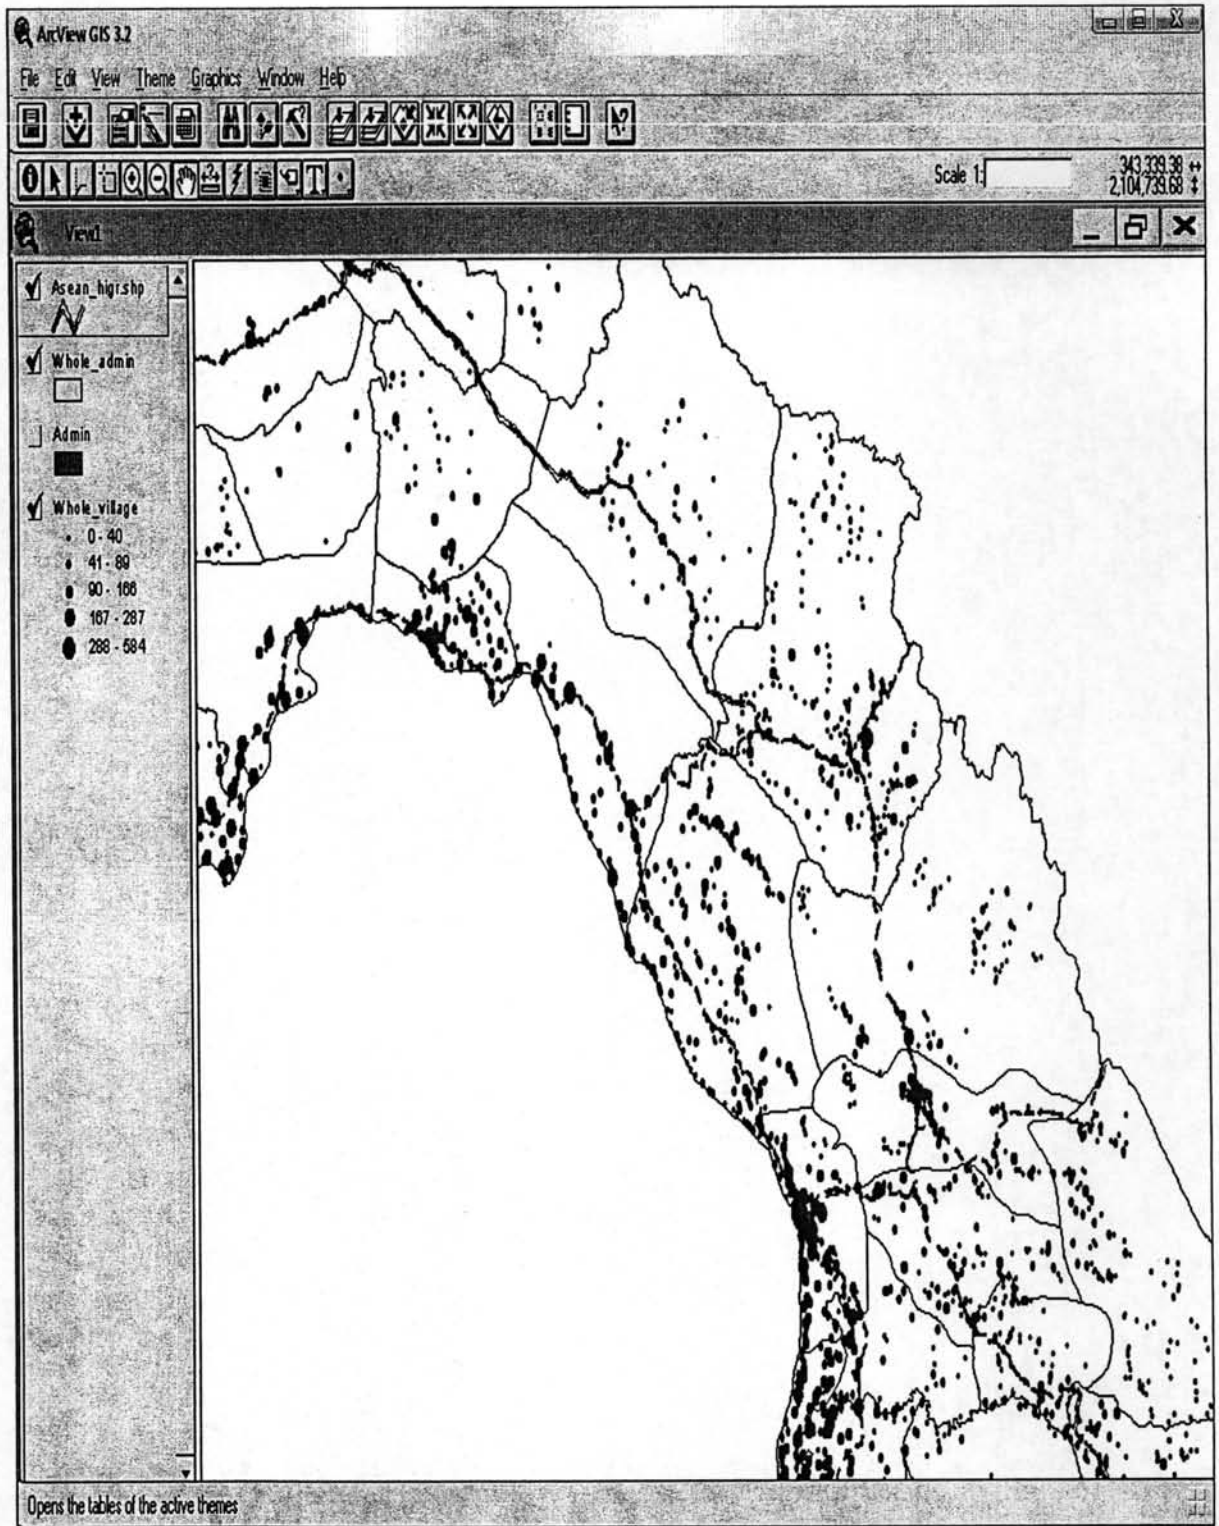 ArcView GIS 3.2
File Edit View Theme Graphics Window Help
Scale 1: 343,339.38
2,104,739.68
View1
Asean_higr.shp
Whole_admin
Admin
Whole_village
0 - 40
41 - 89
90 - 166
167 - 287
288 - 584
Opens the tables of the active themes